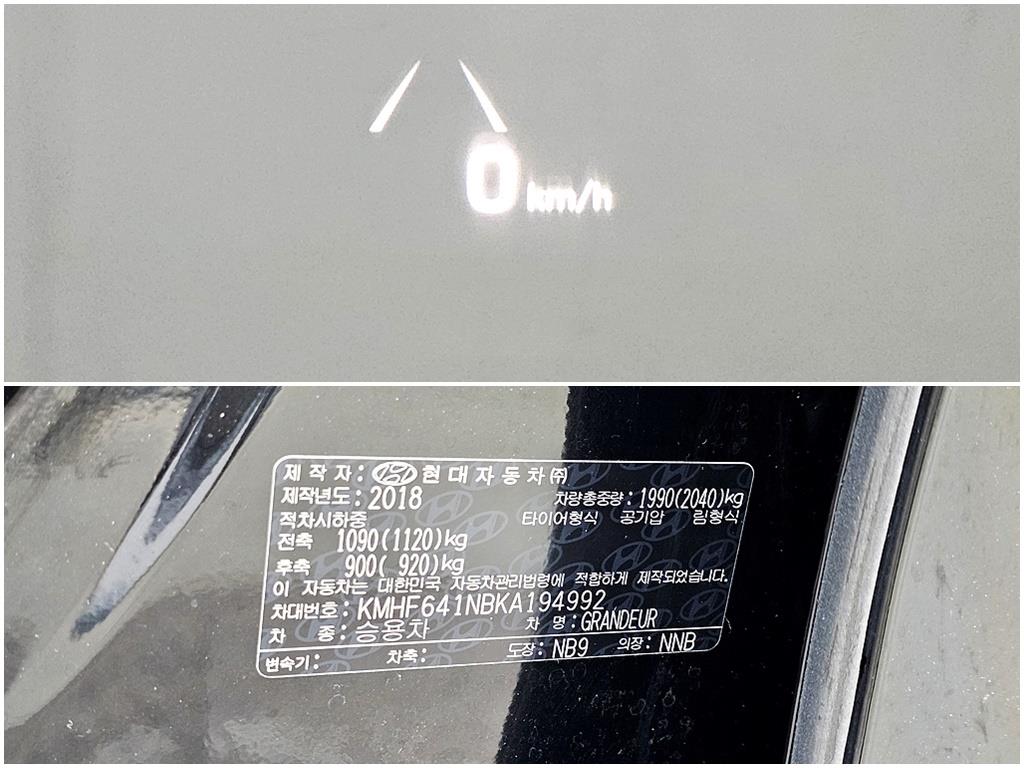 0 km/h
제 작 자 : 현대자동차㈜
제작년도 : 2018 차량총중량 : 1990(2040)kg
적차시하중 타이어형식 공기압 림형식
전축 1090(1120)kg
후축 900( 920)kg
이 자동차는 대한민국 자동차관리법령에 적합하게 제작되었습니다.
차대번호 : KMHF641NBKA194992
차 종 : 승용차 차 명 : GRANDEUR
변속기 : 차축 : 도장 : NB9 의장 : NNB